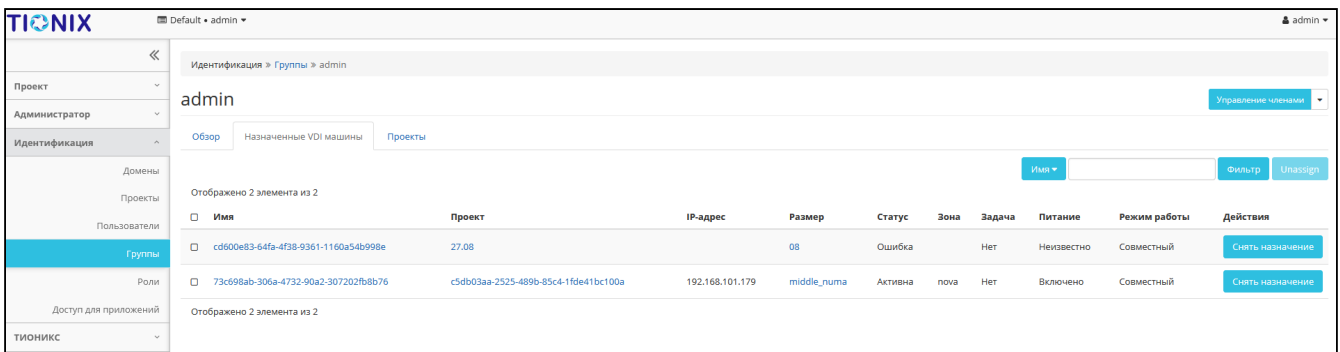 TIONIX Default • admin admin
Идентификация » Группы » admin
Проект
admin Управление членами
Администратор
Обзор Назначенные VDI машины Проекты
Идентификация
Домены
Имя Фильтр Unassign
Отображено 2 элемента из 2
Проекты
Имя Проект IP-адрес Размер Статус Зона Задача Питание Режим работы Действия
Пользователи
cd600e83-64fa-4f38-9361-1160a54b998e 27.08 08 Ошибка Нет Неизвестно Совместный Снять назначение
Группы
73c698ab-306a-4732-90a2-307202fb8b76 c5db03aa-2525-489b-85c4-1fde41bc100a 192.168.101.179 middle_numa Активна nova Нет Включено Совместный Снять назначение
Роли
Доступ для приложений
Отображено 2 элемента из 2
ТИОНИКС